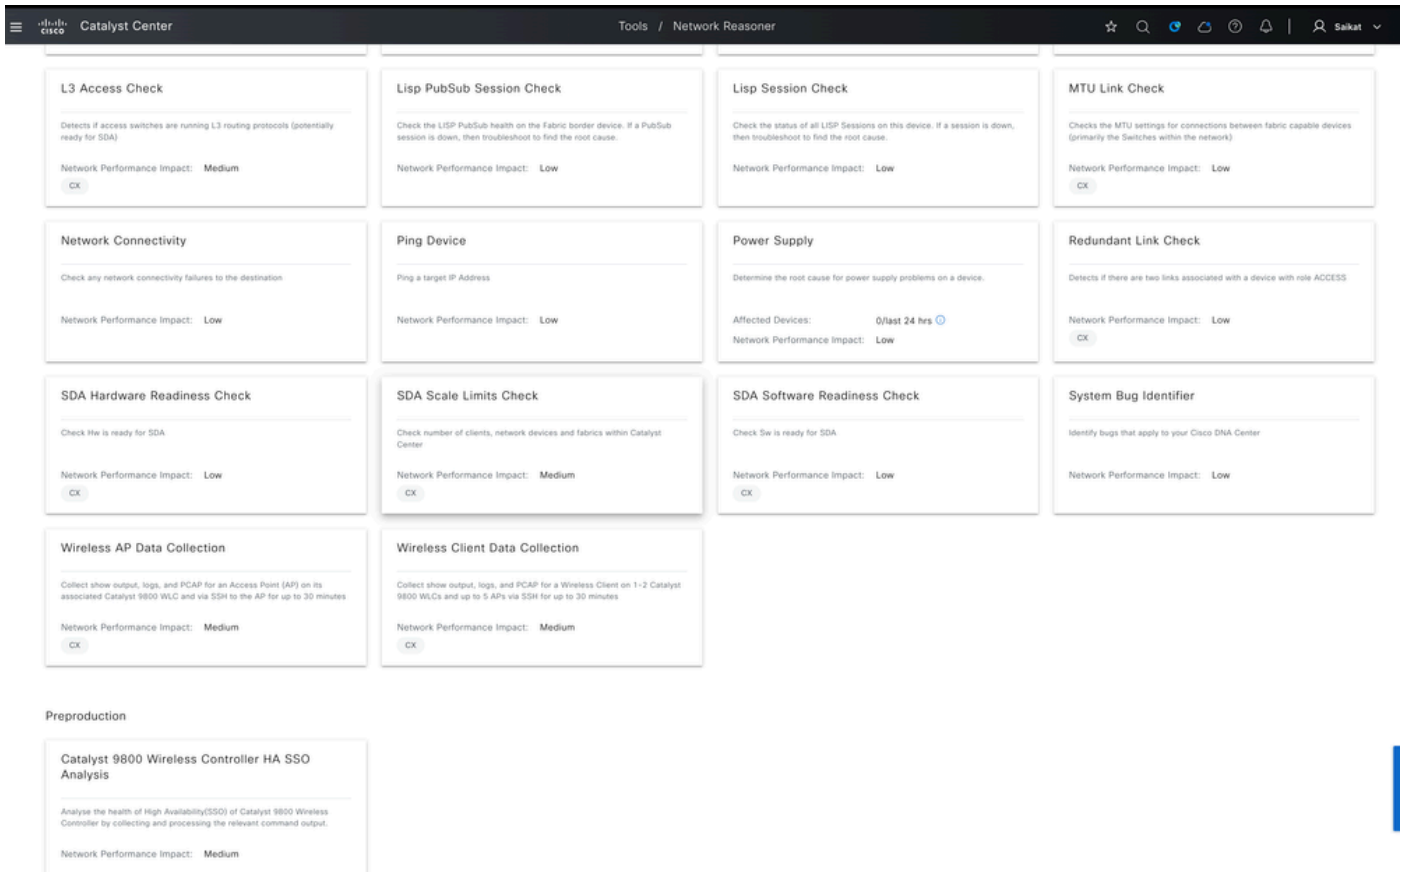 CISCO Catalyst Center Tools / Network Reasoner Saikat
L3 Access Check
Detects if access switches are running L3 routing protocols (potentially
ready for SDA)
Network Performance Impact: Medium
CX
Lisp PubSub Session Check
Check the LISP PubSub health on the Fabric border device. If a PubSub
session is down, then troubleshoot to find the root cause.
Network Performance Impact: Low
Lisp Session Check
Check the status of all LISP Sessions on this device. If a session is down,
then troubleshoot to find the root cause.
Network Performance Impact: Low
MTU Link Check
Checks the MTU settings for connections between fabric capable devices
(primarily the Switches within the network)
Network Performance Impact: Low
CX
Network Connectivity
Check any network connectivity failures to the destination
Network Performance Impact: Low
Ping Device
Ping a target IP Address
Network Performance Impact: Low
Power Supply
Determine the root cause for power supply problems on a device.
Affected Devices: 0/last 24 hrs
Network Performance Impact: Low
Redundant Link Check
Detects if there are two links associated with a device with role ACCESS
Network Performance Impact: Low
CX
SDA Hardware Readiness Check
Check Hw is ready for SDA
Network Performance Impact: Low
CX
SDA Scale Limits Check
Check number of clients, network devices and fabrics within Catalyst
Center
Network Performance Impact: Medium
CX
SDA Software Readiness Check
Check Sw is ready for SDA
Network Performance Impact: Low
CX
System Bug Identifier
Identify bugs that apply to your Cisco DNA Center
Network Performance Impact: Low
Wireless AP Data Collection
Collect show output, logs, and PCAP for an Access Point (AP) on its
associated Catalyst 9800 WLC and via SSH to the AP for up to 30 minutes
Network Performance Impact: Medium
CX
Wireless Client Data Collection
Collect show output, logs, and PCAP for a Wireless Client on 1-2 Catalyst
9800 WLCs and up to 5 APs via SSH for up to 30 minutes
Network Performance Impact: Medium
CX
Preproduction
Catalyst 9800 Wireless Controller HA SSO
Analysis
Analyse the health of High Availability(SSO) of Catalyst 9800 Wireless
Controller by collecting and processing the relevant command output.
Network Performance Impact: Medium